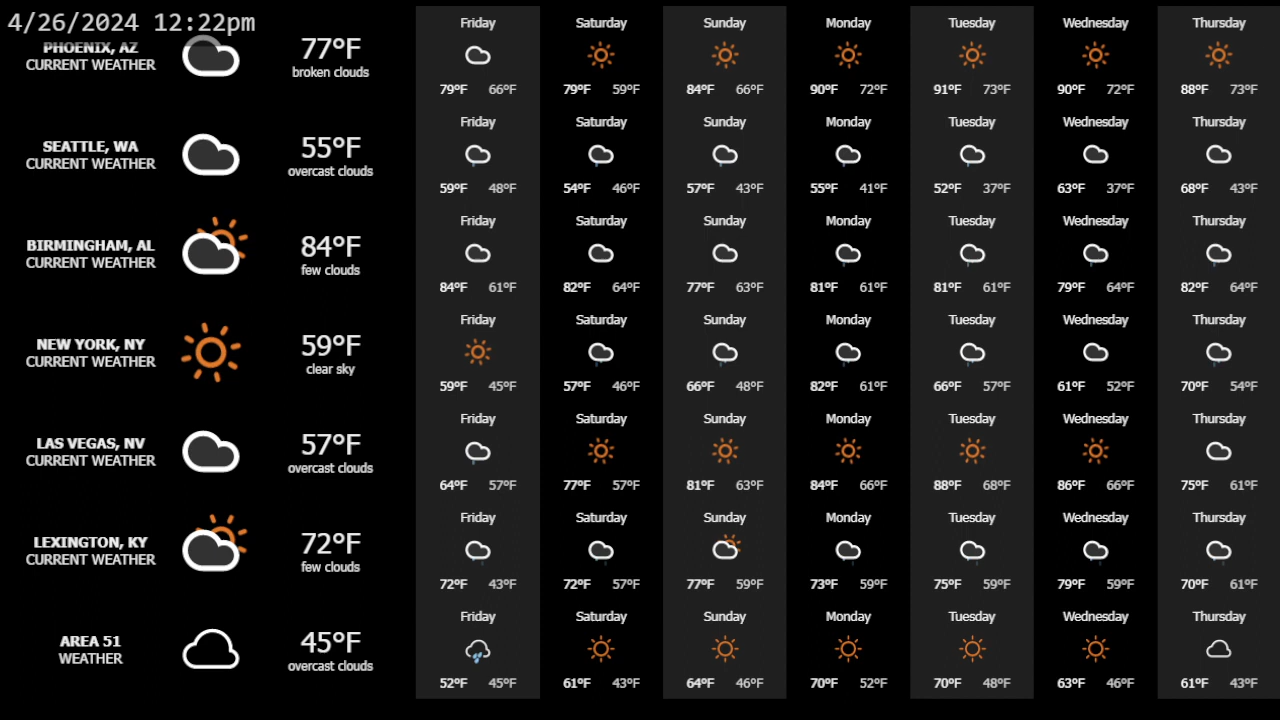 4/26/2024 12:22pm
PHOENIX, AZ
CURRENT WEATHER
77°F
broken clouds
Friday Saturday Sunday Monday Tuesday Wednesday Thursday
79°F 66°F 79°F 59°F 84°F 66°F 90°F 72°F 91°F 73°F 90°F 72°F 88°F 73°F
SEATTLE, WA
CURRENT WEATHER
55°F
overcast clouds
Friday Saturday Sunday Monday Tuesday Wednesday Thursday
59°F 48°F 54°F 46°F 57°F 43°F 55°F 41°F 52°F 37°F 63°F 37°F 68°F 43°F
BIRMINGHAM, AL
CURRENT WEATHER
84°F
few clouds
Friday Saturday Sunday Monday Tuesday Wednesday Thursday
84°F 61°F 82°F 64°F 77°F 63°F 81°F 61°F 81°F 61°F 79°F 64°F 82°F 64°F
NEW YORK, NY
CURRENT WEATHER
59°F
clear sky
Friday Saturday Sunday Monday Tuesday Wednesday Thursday
59°F 45°F 57°F 46°F 66°F 48°F 82°F 61°F 66°F 57°F 61°F 52°F 70°F 54°F
LAS VEGAS, NV
CURRENT WEATHER
57°F
overcast clouds
Friday Saturday Sunday Monday Tuesday Wednesday Thursday
64°F 57°F 77°F 57°F 81°F 63°F 84°F 66°F 88°F 68°F 86°F 66°F 75°F 61°F
LEXINGTON, KY
CURRENT WEATHER
72°F
few clouds
Friday Saturday Sunday Monday Tuesday Wednesday Thursday
72°F 43°F 72°F 57°F 77°F 59°F 73°F 59°F 75°F 59°F 79°F 59°F 70°F 61°F
AREA 51
WEATHER
45°F
overcast clouds
Friday Saturday Sunday Monday Tuesday Wednesday Thursday
52°F 45°F 61°F 43°F 64°F 46°F 70°F 52°F 70°F 48°F 63°F 46°F 61°F 43°F